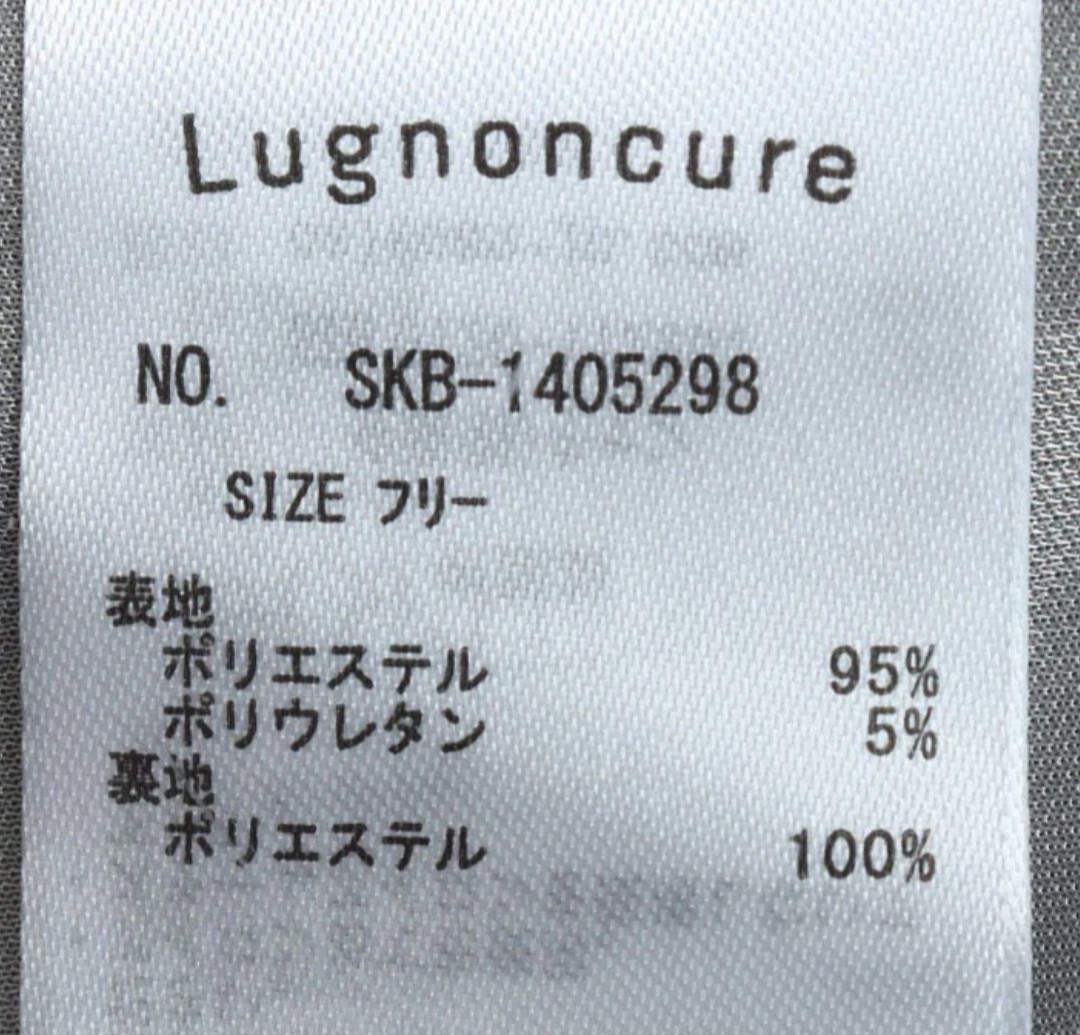 Lugnoncure
NO. SKB-1405298
SIZE フリー
表地
ポリエステル 95%
ポリウレタン 5%
裏地
ポリエステル 100%